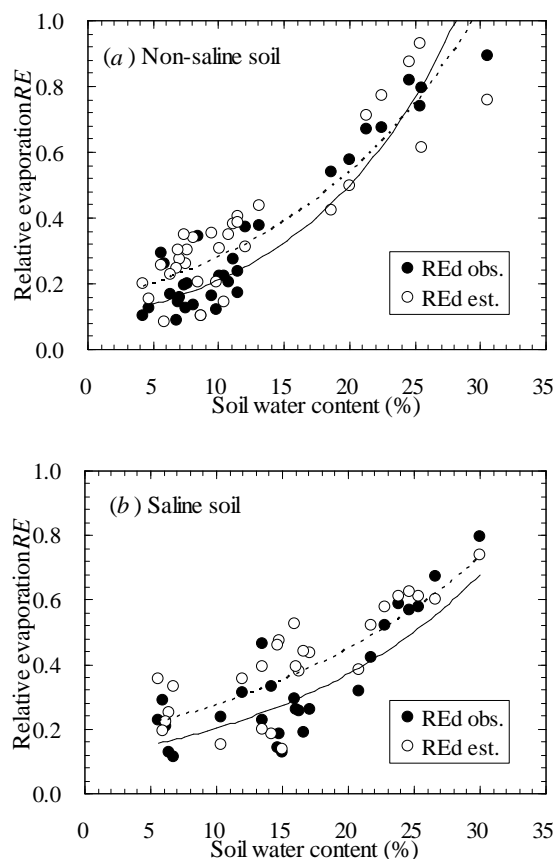 (a) Non-saline soil
Relative evaporation RE
1.0
0.8
0.6
0.4
0.2
0.0
REd obs.
REd est.
0 5 10 15 20 25 30 35
Soil water content (%)
(b) Saline soil
Relative evaporation RE
1.0
0.8
0.6
0.4
0.2
0.0
REd obs.
REd est.
0 5 10 15 20 25 30 35
Soil water content (%)